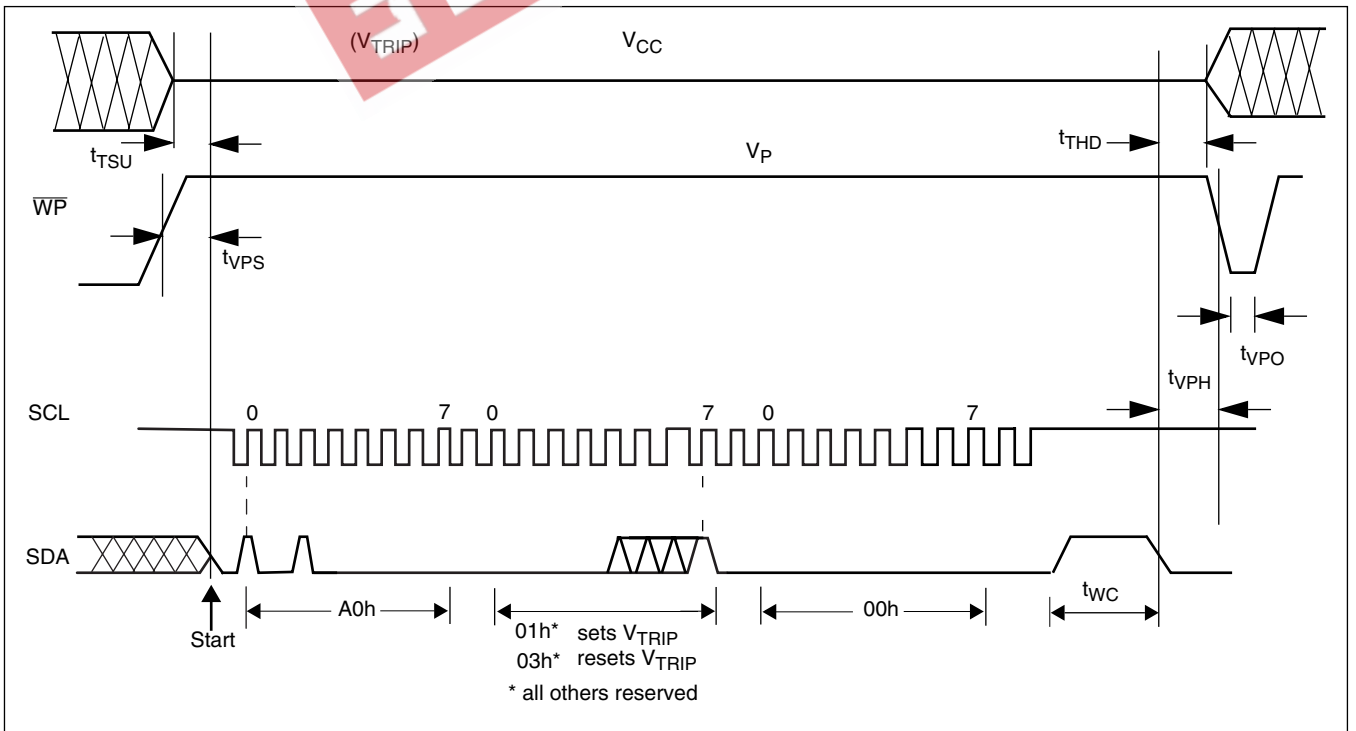 (VTRIP) VCC
tTSU
tTHD
VP
WP
tVPS
tVPO
tVPH
SCL 0 7 0 7 0 7
SDA
tWC
A0h
00h
Start
01h* sets VTRIP
03h* resets VTRIP
* all others reserved